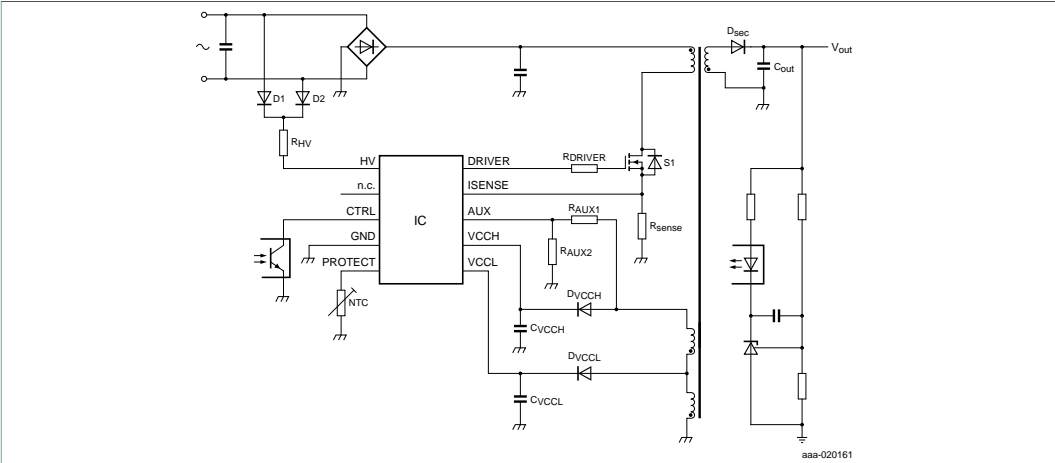 Dsec
Vout
Cout
D1
D2
RHV
HV
DRIVER
RDRIVER
S1
n.c.
ISENSE
CTRL
IC
AUX
RAUX1
Rsense
GND
VCCH
RAUX2
PROTECT
VCCL
NTC
DVCCH
CVCCH
DVCCL
CVCCL
aaa-020161